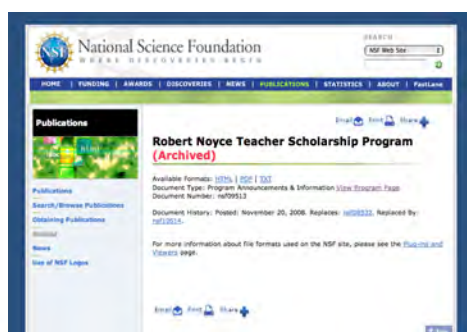 National Science Foundation
WHERE DISCOVERIES BEGIN
SEARCH
NSF Web Site
HOME | FUNDING | AWARDS | DISCOVERIES | NEWS | PUBLICATIONS | STATISTICS | ABOUT | FastLane
Publications
Email Print Share
Robert Noyce Teacher Scholarship Program
(Archived)
Available Formats: HTML | PDF | TXT
Document Type: Program Announcements & Information View Program Page
Document Number: nsf09513
Document History: Posted: November 20, 2008. Replaces: nsf08532. Replaced By:
nsf10514.
For more information about file formats used on the NSF site, please see the Plug-ins and
Viewers page.
Publications
Search/Browse Publications
Obtaining Publications
News
Use of NSF Logos
Email Print Share